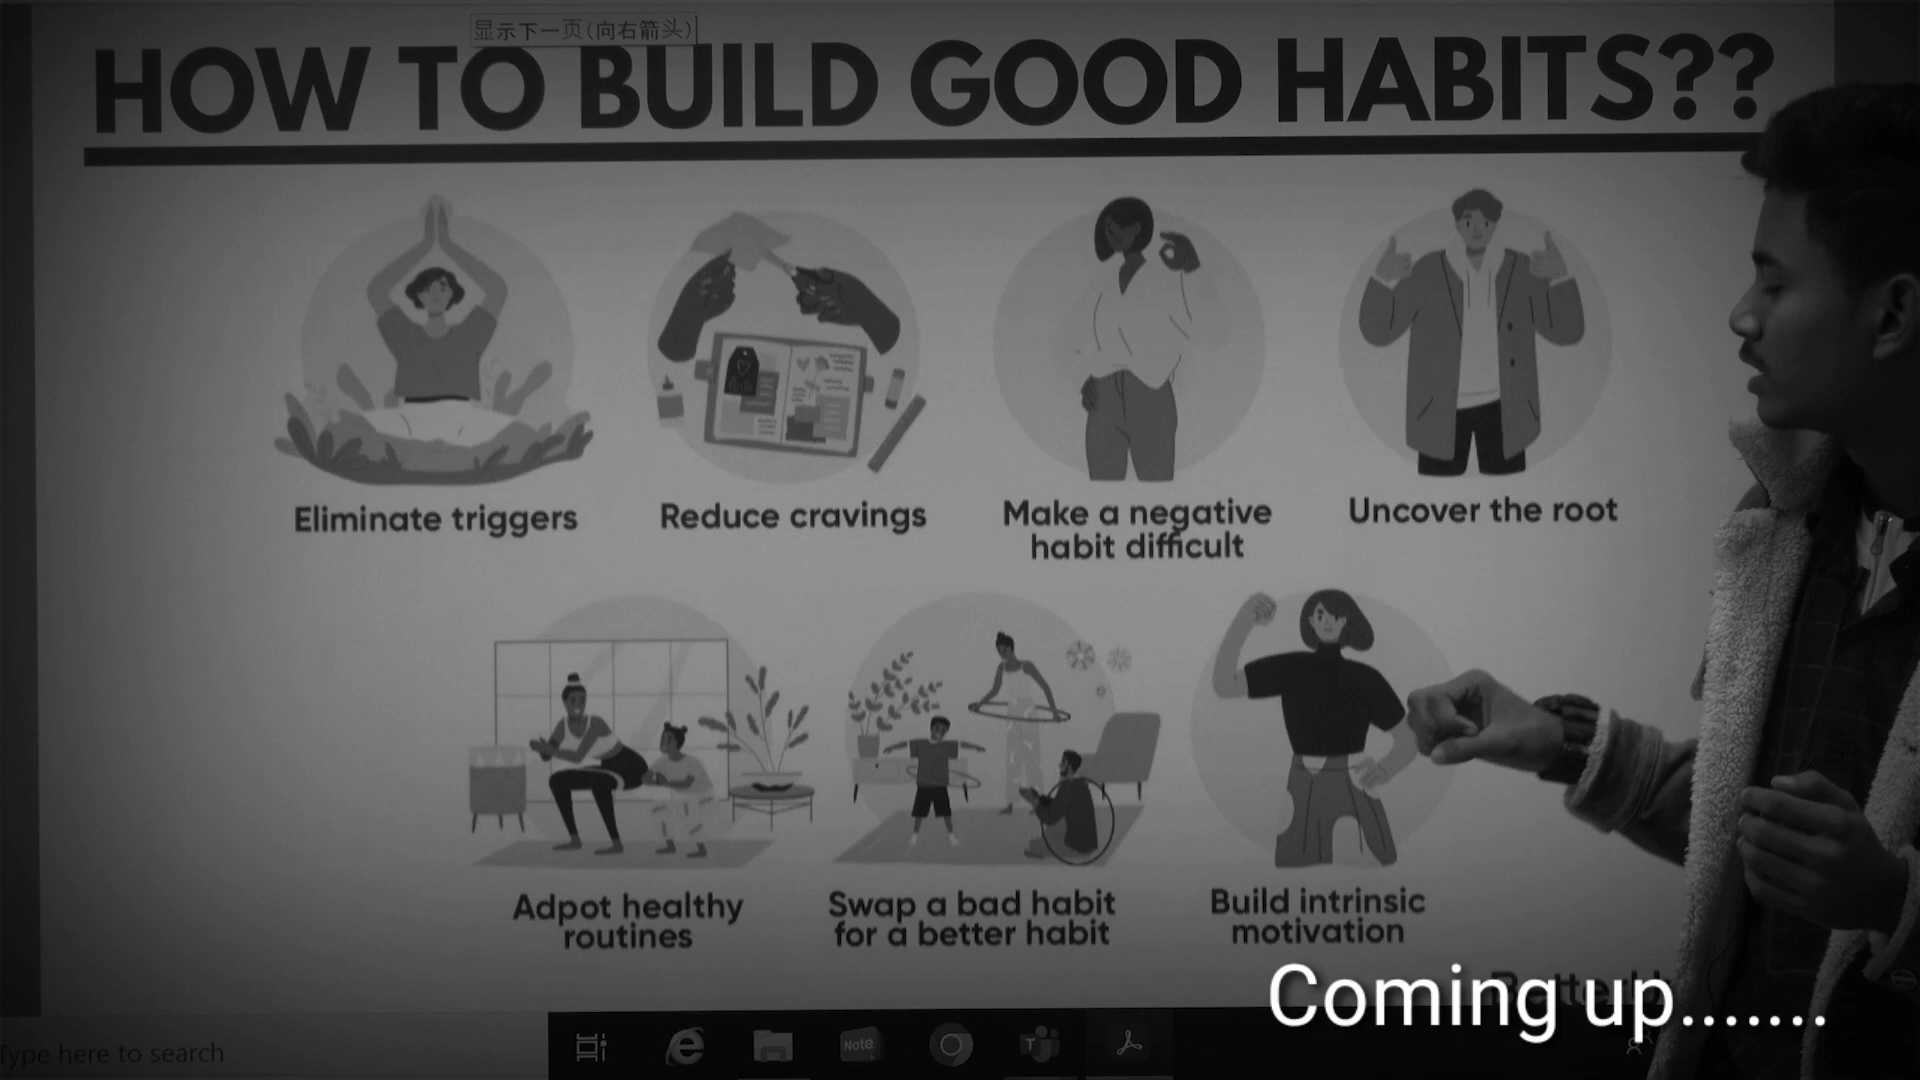 显示下一页(向右箭头)
HOW TO BUILD GOOD HABITS??
Eliminate triggers
Reduce cravings
Make a negative
habit difficult
Uncover the root
Adpot healthy
routines
Swap a bad habit
for a better habit
Build intrinsic
motivation
Coming up.......
Type here to search
Note